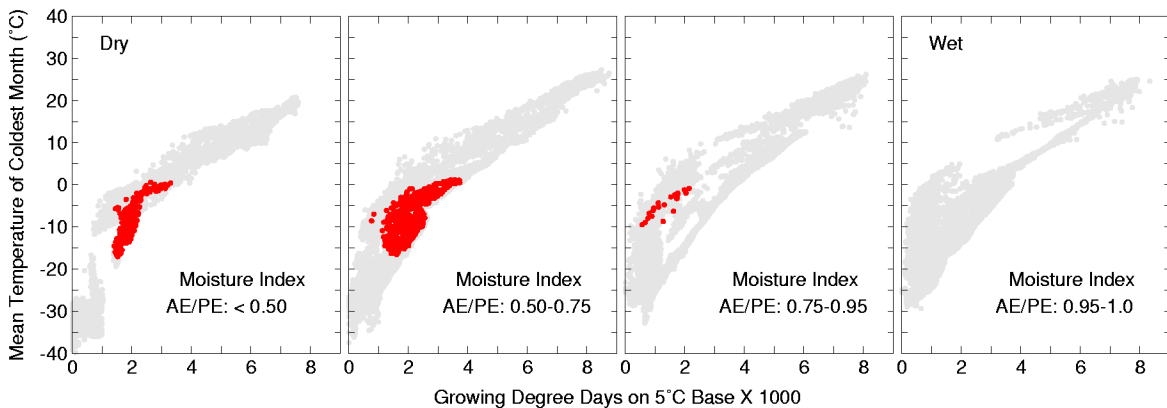 Mean Temperature of Coldest Month (°C)
40
30
20
10
0
-10
-20
-30
-40
Dry
Wet
Moisture Index
AE/PE: < 0.50
Moisture Index
AE/PE: 0.50-0.75
Moisture Index
AE/PE: 0.75-0.95
Moisture Index
AE/PE: 0.95-1.0
0 2 4 6 8 0 2 4 6 8 0 2 4 6 8 0 2 4 6 8
Growing Degree Days on 5°C Base X 1000